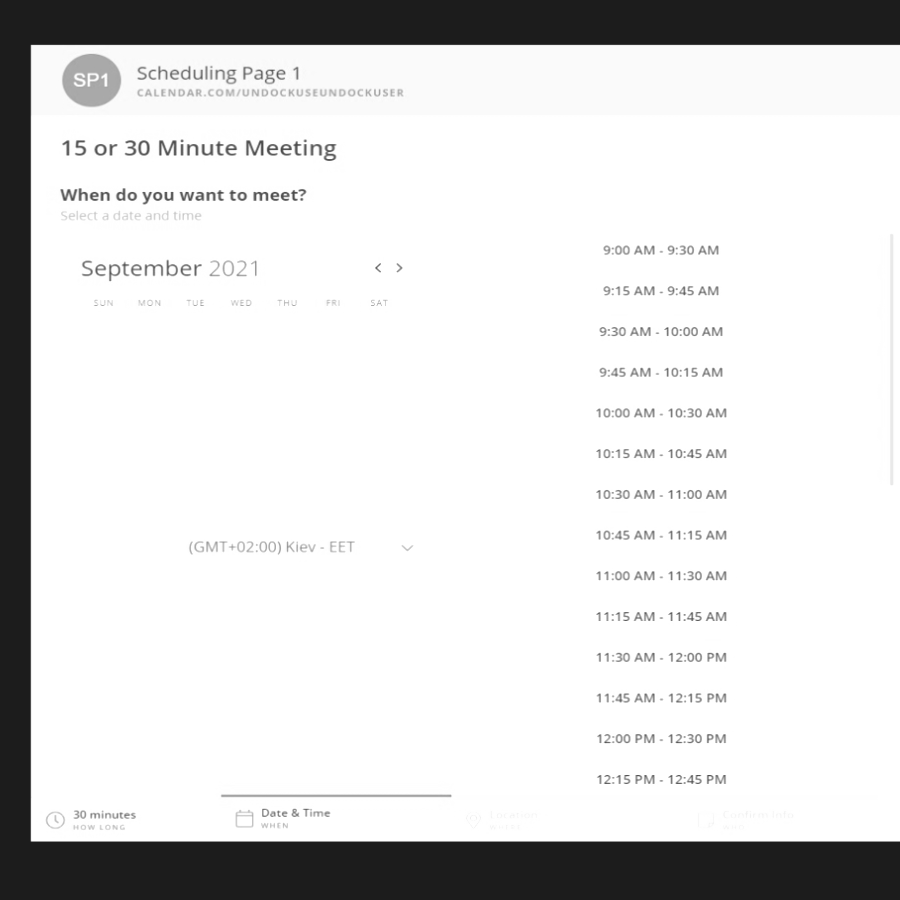 SP1
Scheduling Page 1
CALENDAR.COM/UNDOCKUSEUNDOCKUSER
15 or 30 Minute Meeting
When do you want to meet?
Select a date and time
September 2021
SUN MON TUE WED THU FRI SAT
(GMT+02:00) Kiev - EET
9:00 AM - 9:30 AM
9:15 AM - 9:45 AM
9:30 AM - 10:00 AM
9:45 AM - 10:15 AM
10:00 AM - 10:30 AM
10:15 AM - 10:45 AM
10:30 AM - 11:00 AM
10:45 AM - 11:15 AM
11:00 AM - 11:30 AM
11:15 AM - 11:45 AM
11:30 AM - 12:00 PM
11:45 AM - 12:15 PM
12:00 PM - 12:30 PM
12:15 PM - 12:45 PM
30 minutes
HOW LONG
Date & Time
WHEN
Location
Confirm Info